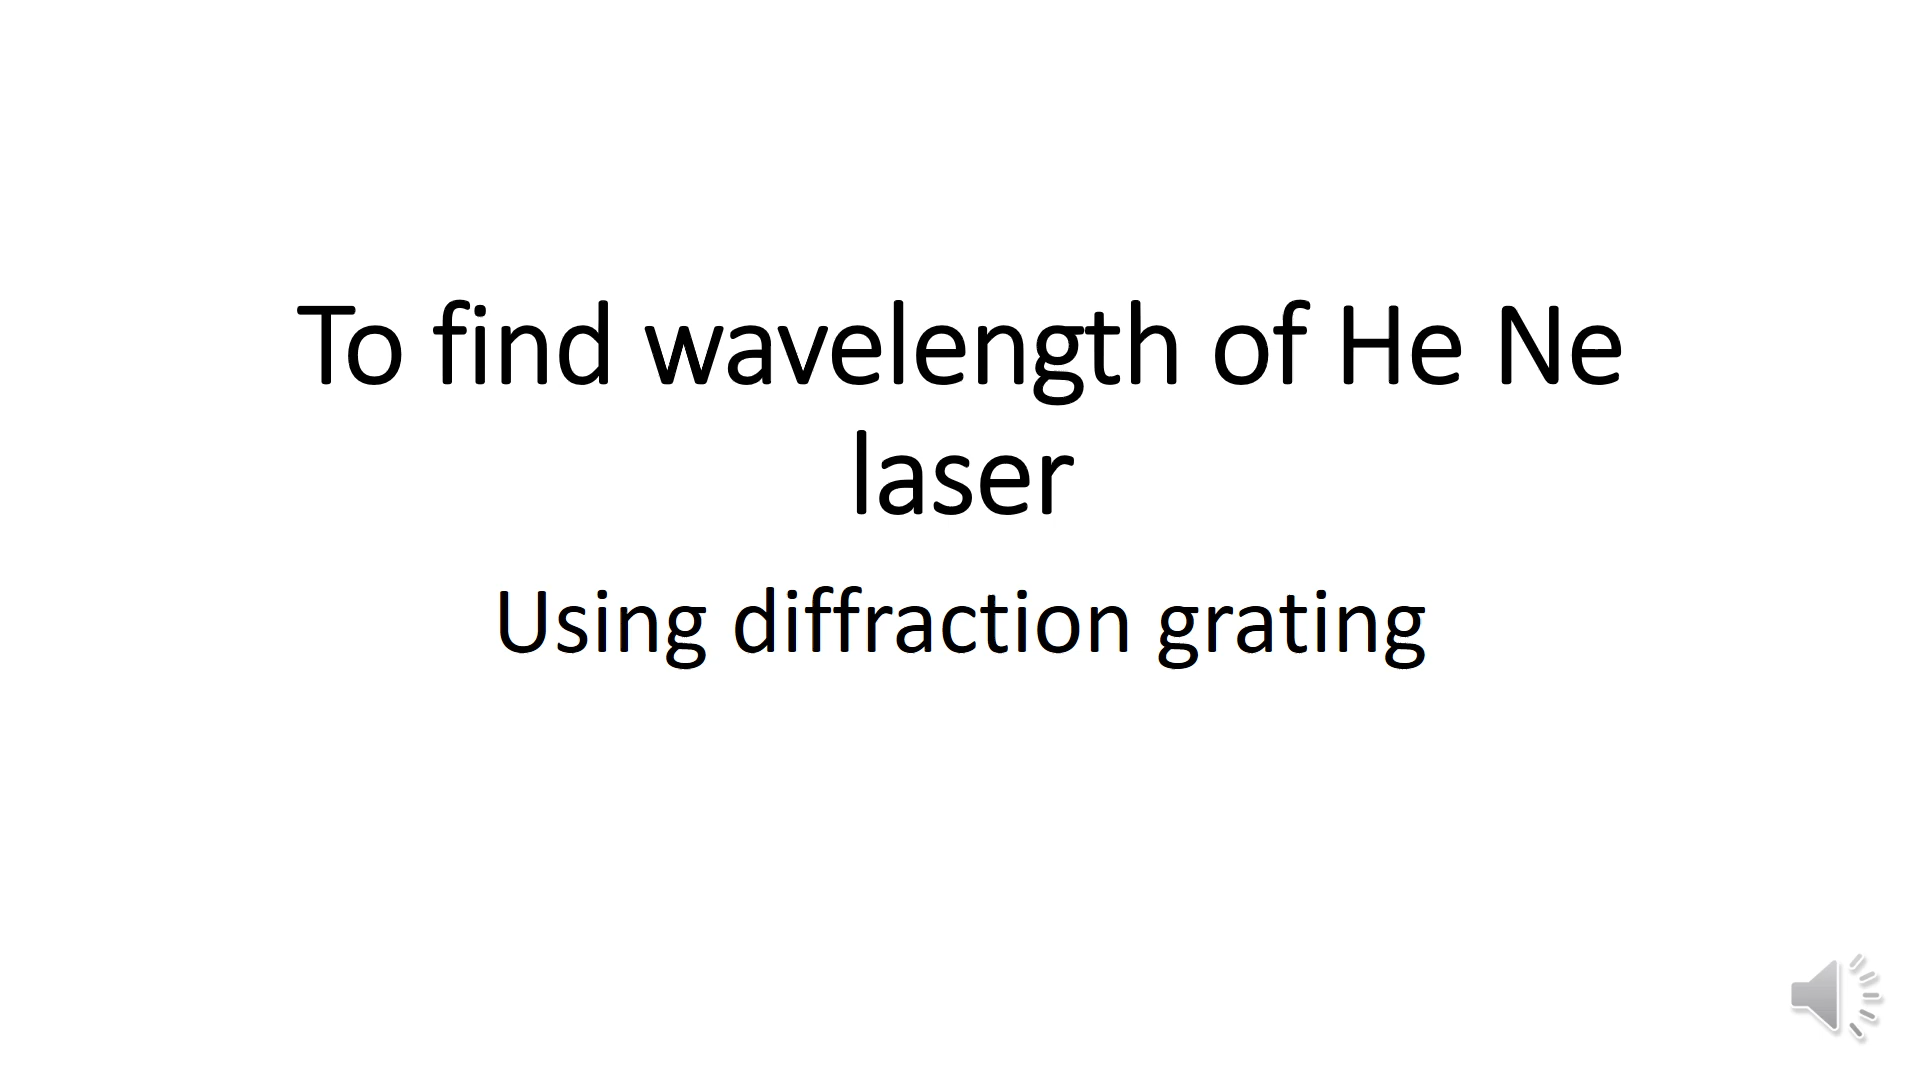 To find wavelength of He Ne
laser
Using diffraction grating